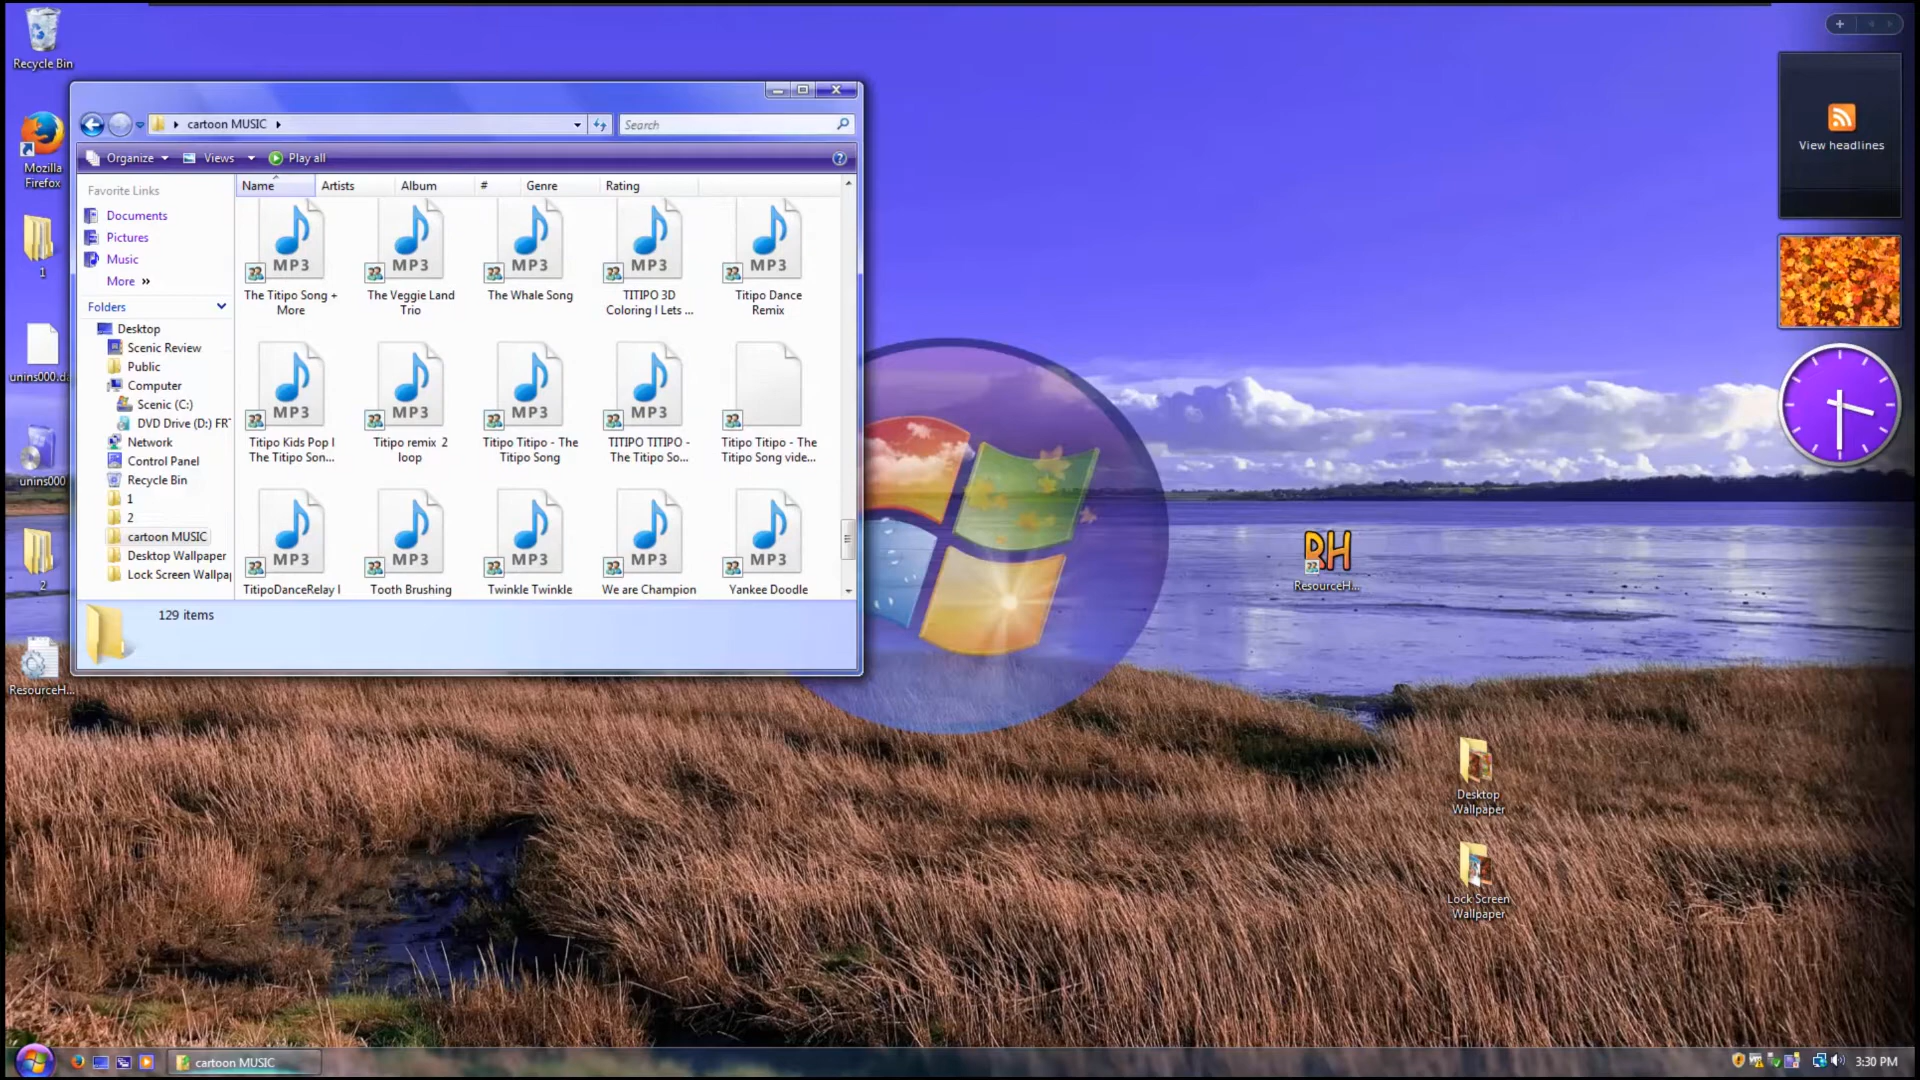 Recycle Bin
Mozilla
Firefox
1
unins000.da
unins000
2
ResourceH...
cartoon MUSIC
Search
Organize
Views
Play all
Favorite Links
Documents
Pictures
Music
More »
Folders
Desktop
Scenic Review
Public
Computer
Scenic (C:)
DVD Drive (D:) FR
Network
Control Panel
Recycle Bin
1
2
cartoon MUSIC
Desktop Wallpaper
Lock Screen Wallpa
Name Artists Album # Genre Rating
MP3 MP3 MP3 MP3 MP3
The Titipo Song +
More
The Veggie Land
Trio
The Whale Song
TITIPO 3D
Coloring l Lets ...
Titipo Dance
Remix
MP3 MP3 MP3 MP3
Titipo Kids Pop l
The Titipo Son...
Titipo remix 2
loop
Titipo Titipo - The
Titipo Song
TITIPO TITIPO -
The Titipo So...
Titipo Titipo - The
Titipo Song vide...
MP3 MP3 MP3 MP3 MP3
TitipoDanceRelay l
Tooth Brushing
Twinkle Twinkle
We are Champion
Yankee Doodle
129 items
View headlines
RH
ResourceH...
Desktop
Wallpaper
Lock Screen
Wallpaper
cartoon MUSIC
3:30 PM